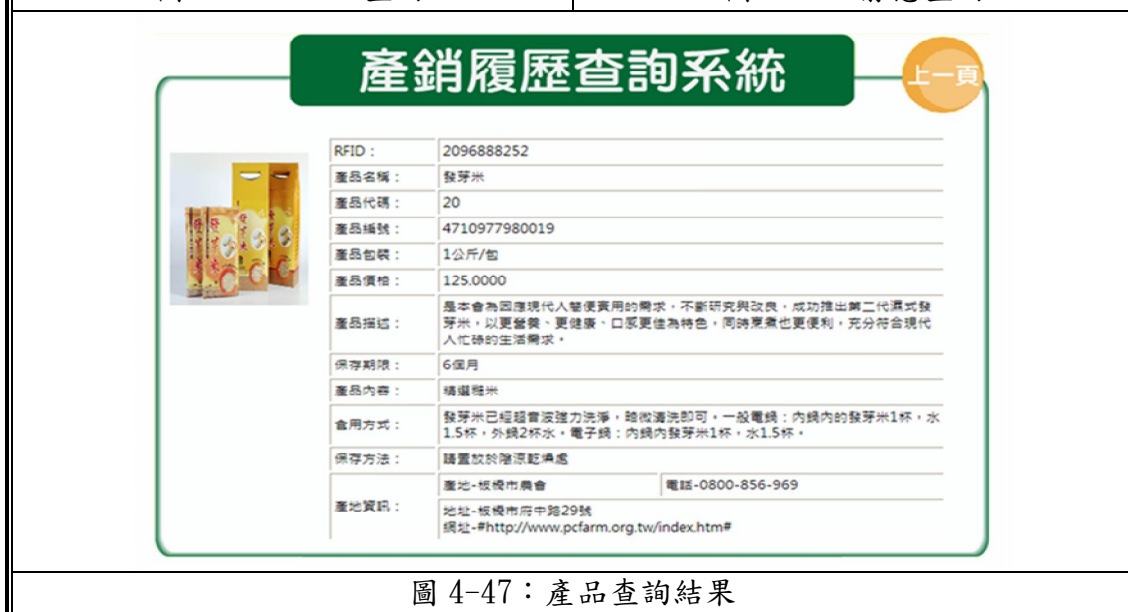 產銷履歷查詢系統
上一頁
RFID： 2096888252
產品名稱： 發芽米
產品代碼： 20
產品編號： 4710977980019
產品包裝： 1公斤/包
產品價格： 125.0000
產品描述： 是本會為因應現代人簡便實用的需求，不斷研究與改良，成功推出第二代濕式發
芽米，以更營養、更健康、口感更佳為特色，同時烹煮也更便利，充分符合現代
人忙碌的生活需求。
保存期限： 6個月
產品內容： 精選糙米
食用方式： 發芽米已經超音波強力洗淨，略微清洗即可。一般電鍋：內鍋內的發芽米1杯，水
1.5杯，外鍋2杯水。電子鍋：內鍋內發芽米1杯，水1.5杯。
保存方法： 請置放於陰涼乾燥處
產地資訊： 產地-板橋市農會 電話-0800-856-969
地址-板橋市府中路29號
網址-#http://www.pcfarm.org.tw/index.htm#
發芽米
發芽米
發芽米
圖 4-47：產品查詢結果